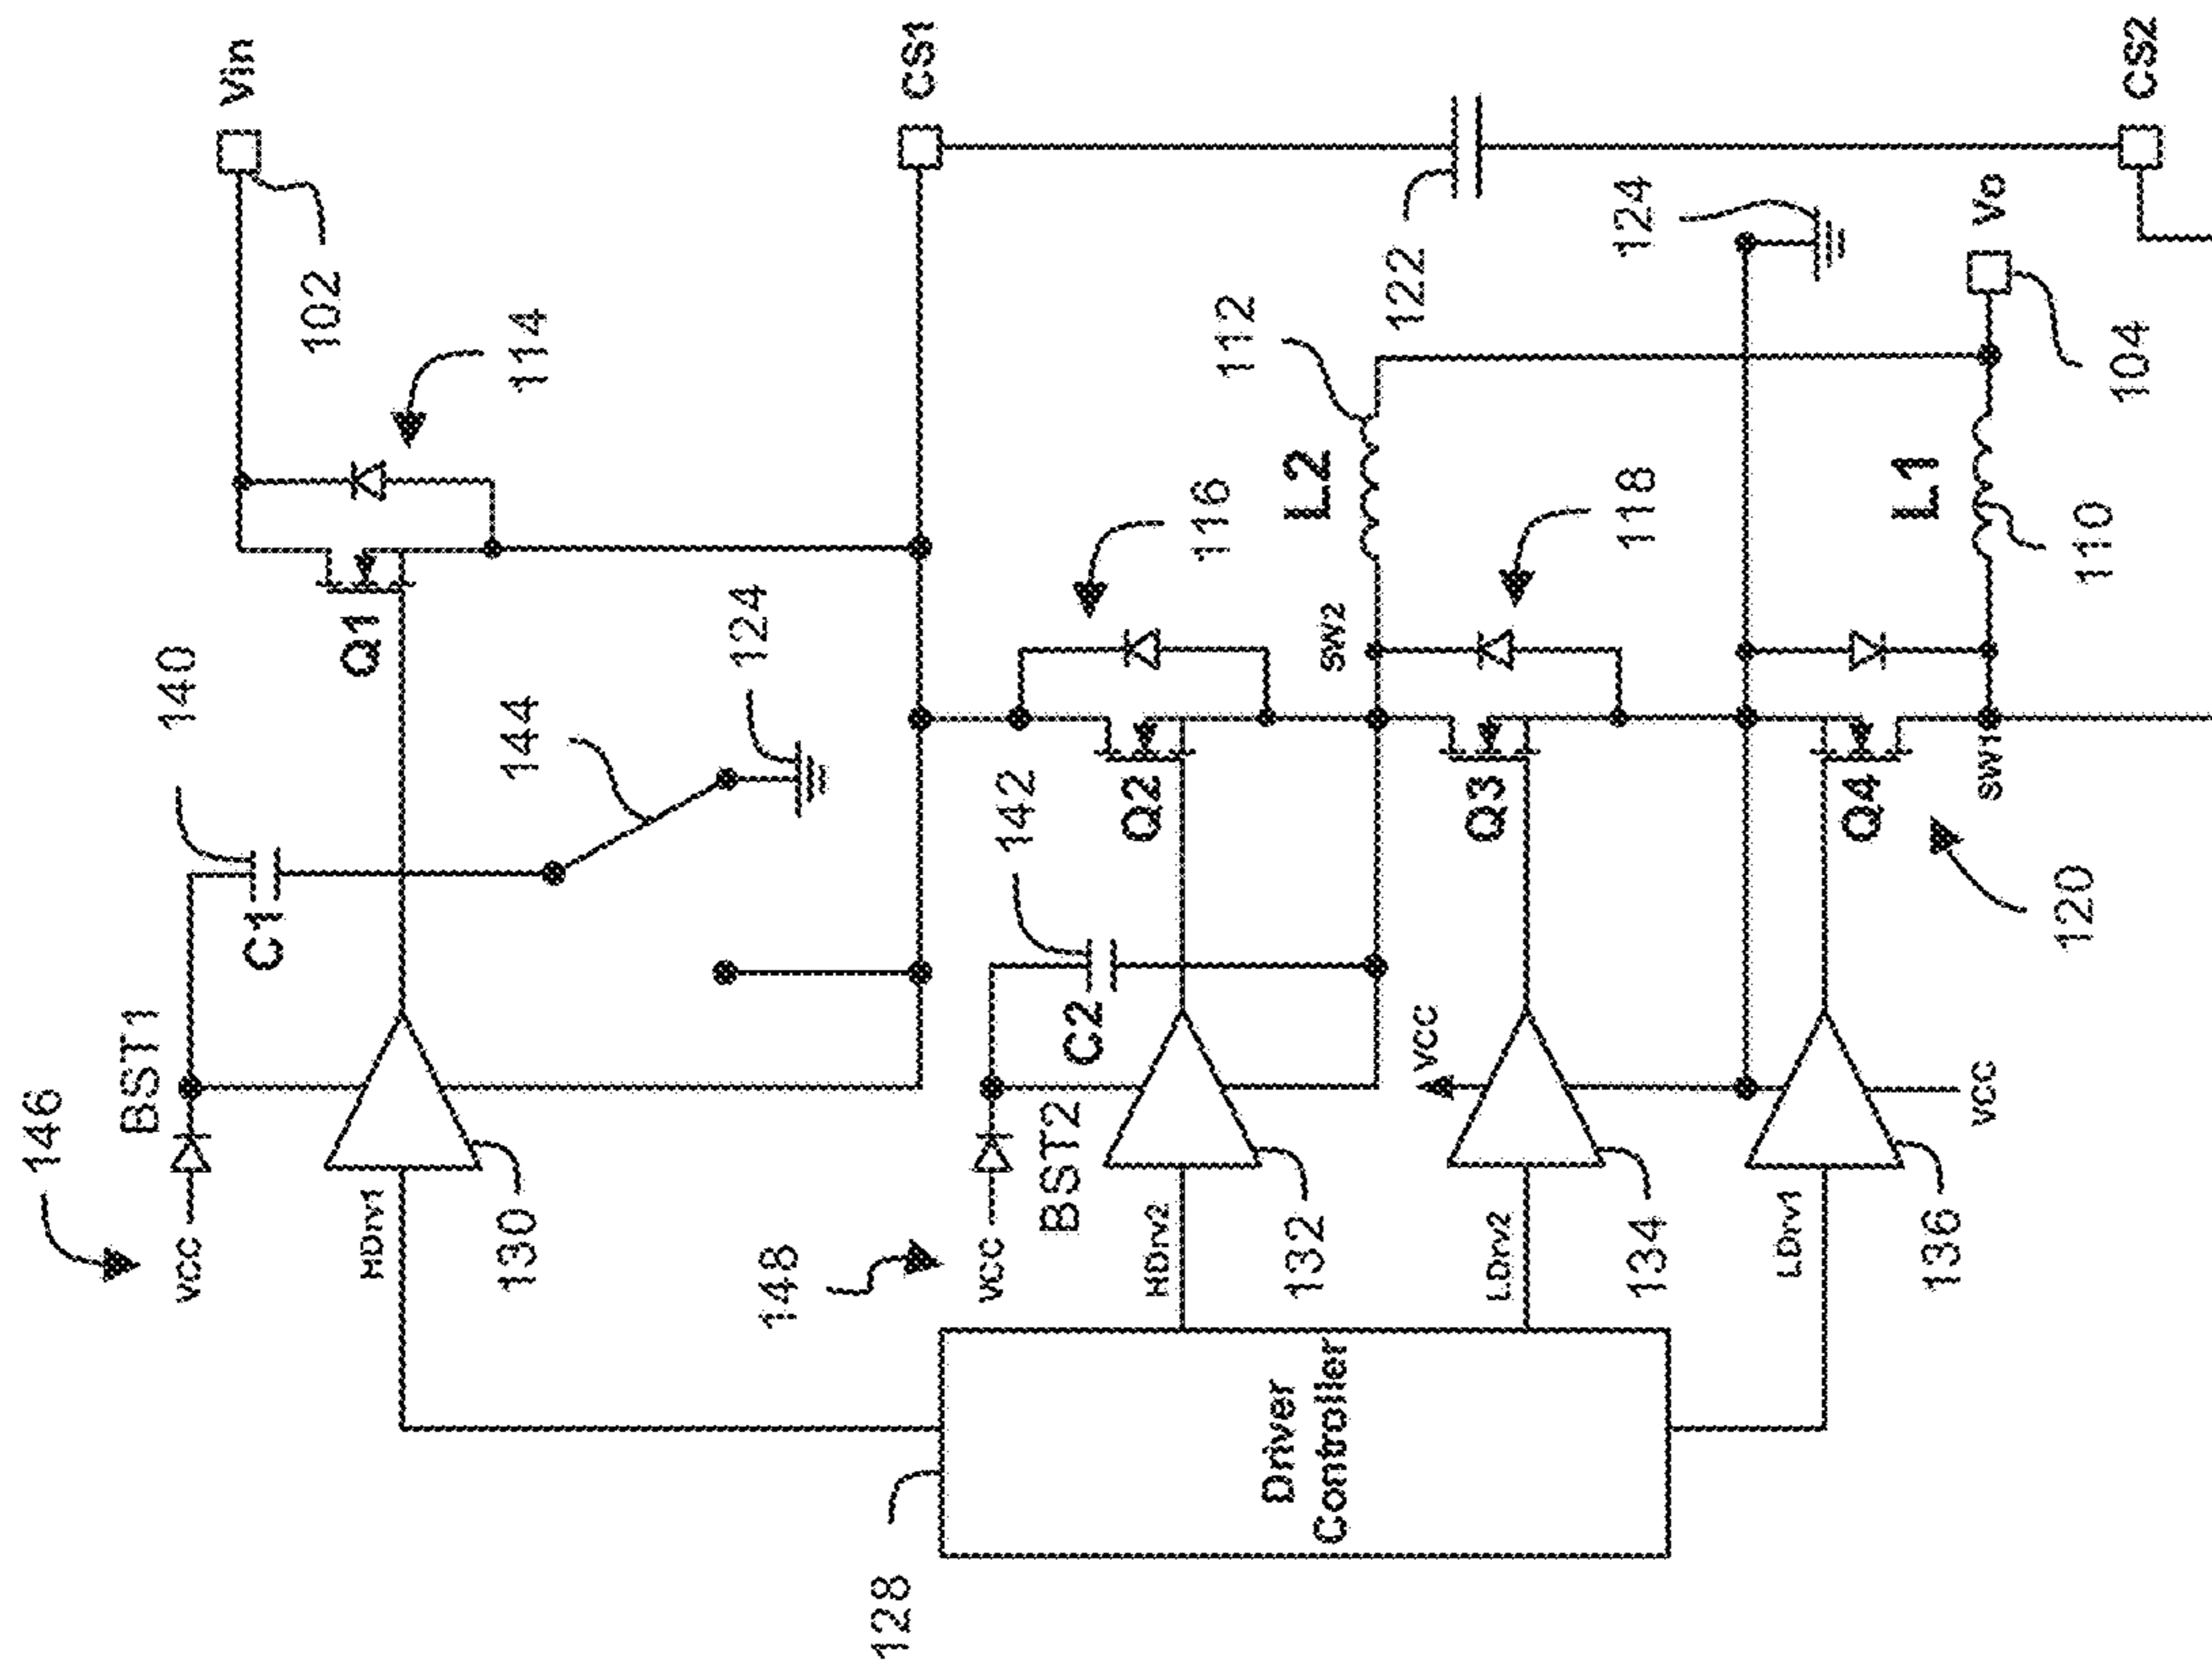 Vin
102
114
Q1
140
C1
BST1
146
VCC
HDrv1
130
144
124
CS1
122
CS2
116
Q2
142
C2
BST2
148
VCC
HDrv2
132
SW2
L2
112
118
Q3
VCC
LDrv2
134
124
Vo
104
L1
110
Q4
SW1
120
LDrv1
136
VCC
128
Driver
Controller